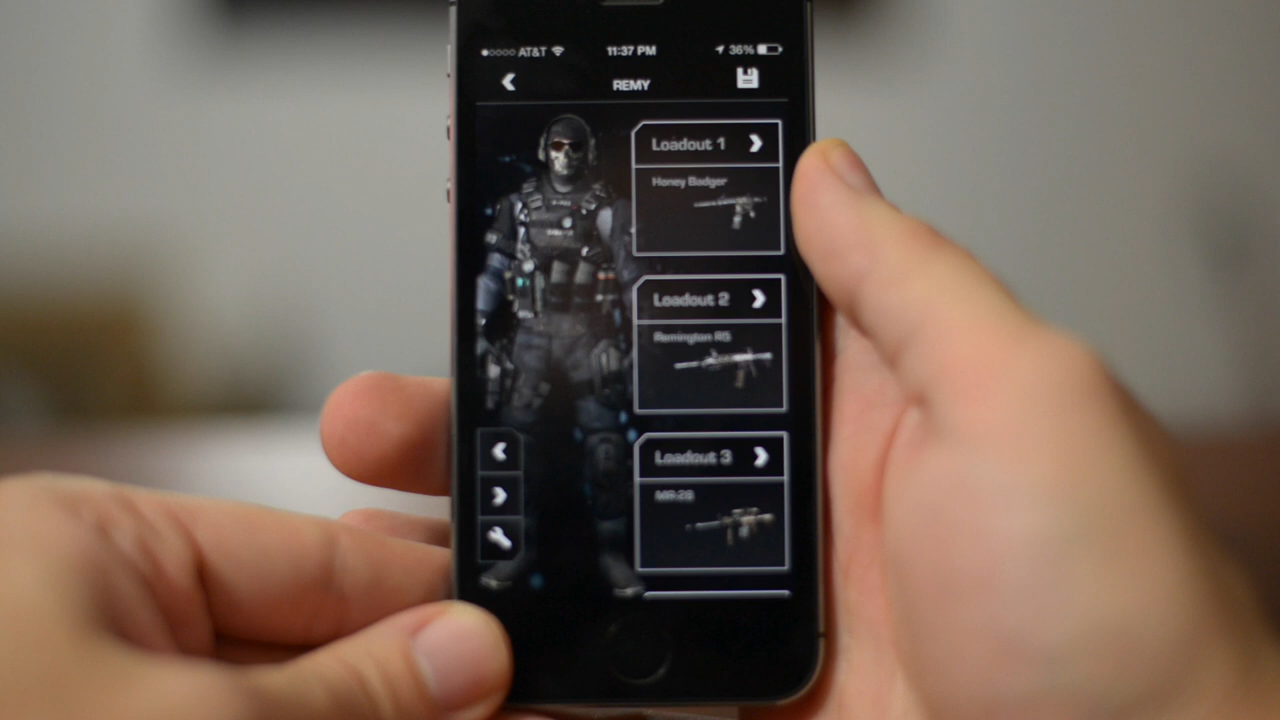 AT&T 11:37 PM 36%
REMY
Loadout 1
Honey Badger
Loadout 2
Remington R5
Loadout 3
MR-28